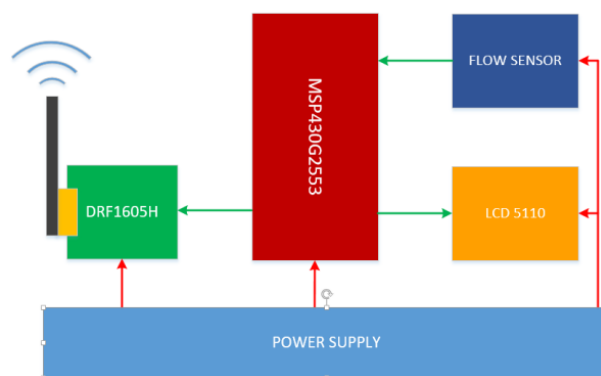 FLOW SENSOR
MSP430G2553
DRF1605H
LCD 5110
POWER SUPPLY